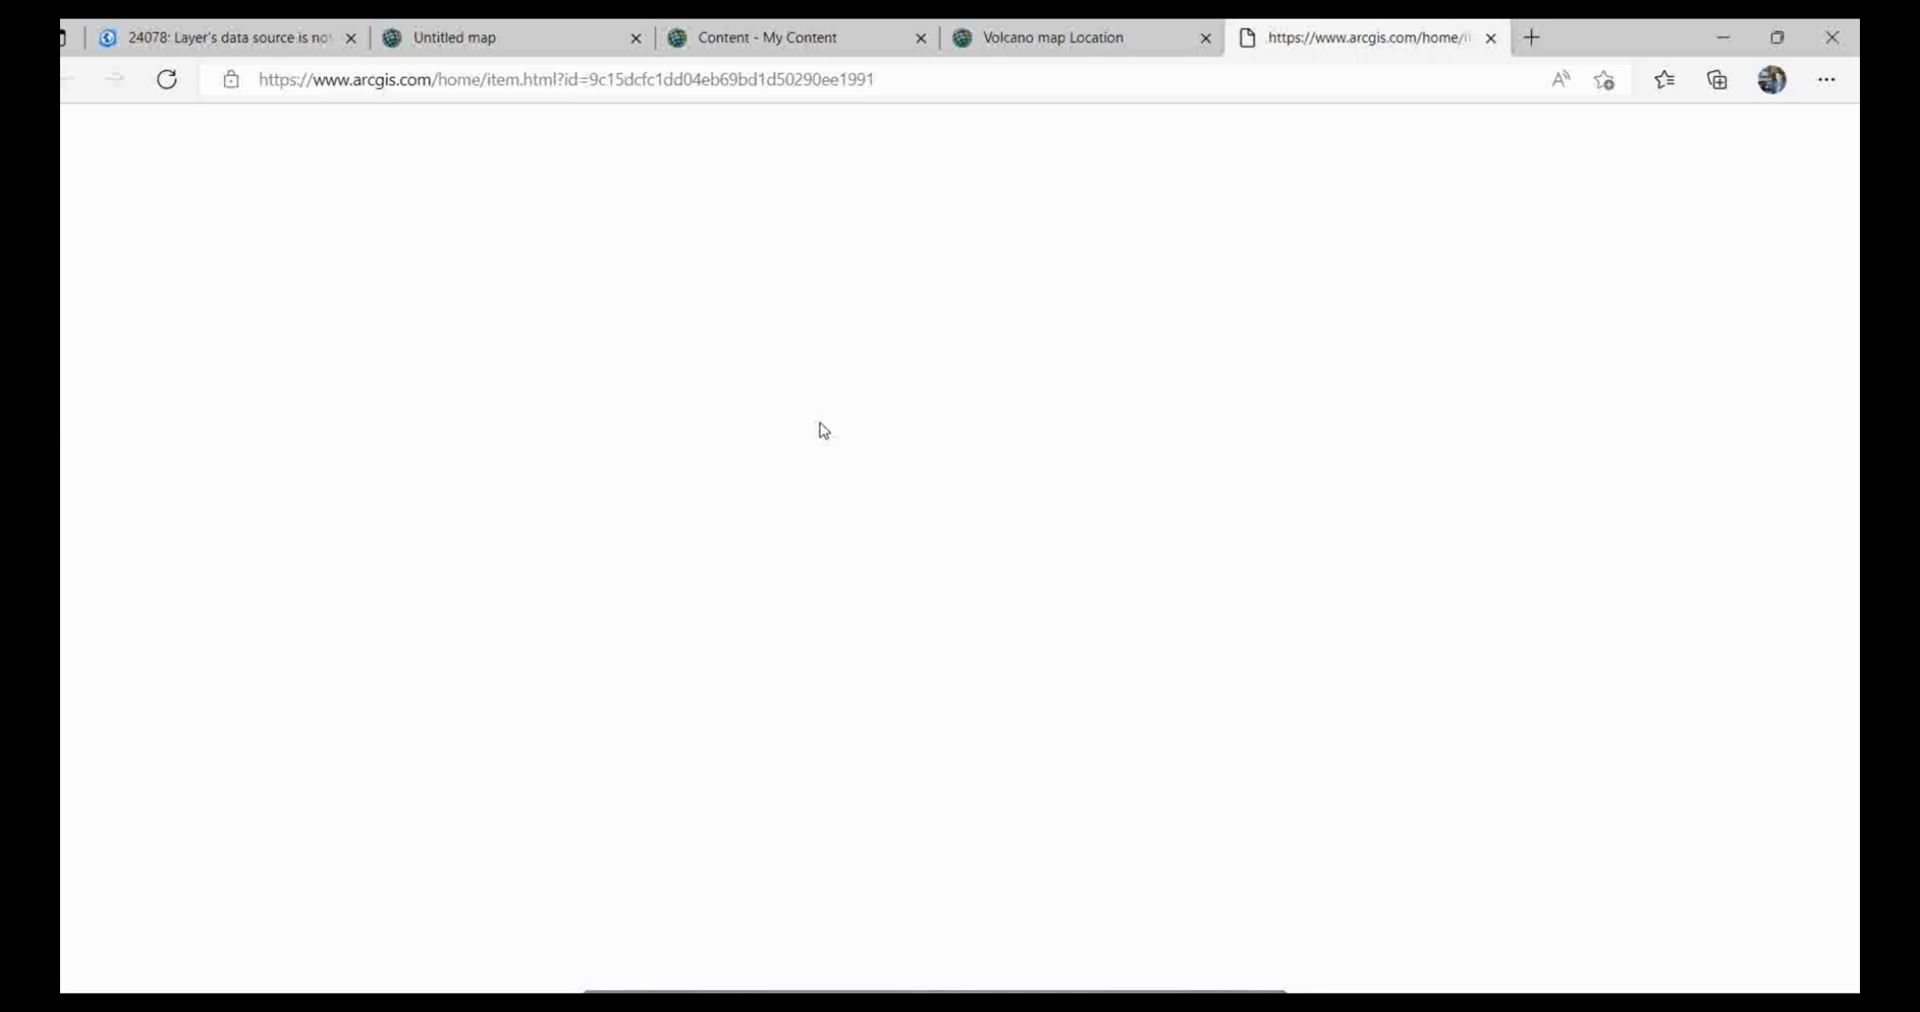 24078: Layer's data source is no
Untitled map
Content - My Content
Volcano map Location
https://www.arcgis.com/home/i
https://www.arcgis.com/home/item.html?id=9c15dcfc1dd04eb69bd1d50290ee1991